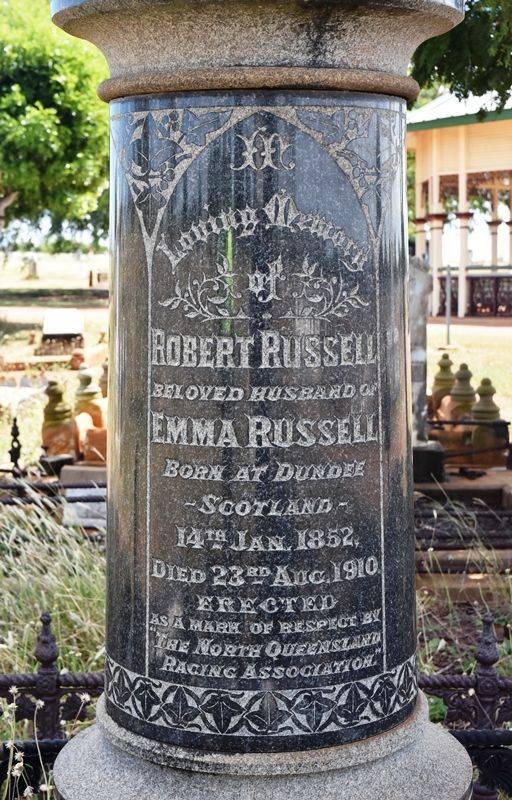 In
Loving Memory
of
ROBERT RUSSELL
BELOVED HUSBAND OF
EMMA RUSSELL
BORN AT DUNDEE
~SCOTLAND~
14TH JAN. 1852.
DIED 23RD AUG. 1910.
ERECTED
AS A MARK OF RESPECT BY
"THE NORTH QUEENSLAND
RACING ASSOCIATION."